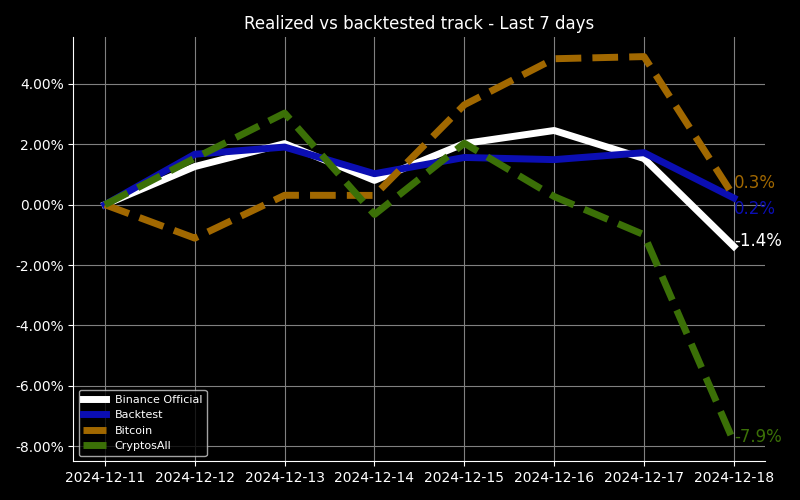 Realized vs backtested track - Last 7 days
4.00%
2.00%
0.00%
-2.00%
-4.00%
-6.00%
-8.00%
0.3%
0.2%
-1.4%
-7.9%
Binance Official
Backtest
Bitcoin
CryptosAll
2024-12-11 2024-12-12 2024-12-13 2024-12-14 2024-12-15 2024-12-16 2024-12-17 2024-12-18